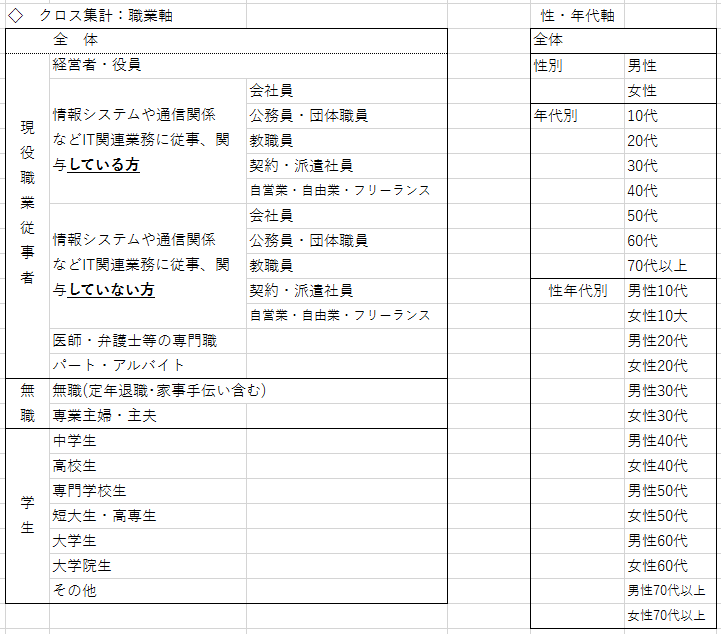 ◇ クロス集計：職業軸
全 体
現役職業従事者
経営者・役員
情報システムや通信関係
などIT関連業務に従事、関
与している方
会社員
公務員・団体職員
教職員
契約・派遣社員
自営業・自由業・フリーランス
情報システムや通信関係
などIT関連業務に従事、関
与していない方
会社員
公務員・団体職員
教職員
契約・派遣社員
自営業・自由業・フリーランス
医師・弁護士等の専門職
パート・アルバイト
無職
無職(定年退職･家事手伝い含む)
専業主婦・主夫
学生
中学生
高校生
専門学校生
短大生・高専生
大学生
大学院生
その他
性・年代軸
全体
性別
男性
女性
年代別
10代
20代
30代
40代
50代
60代
70代以上
性年代別
男性10代
女性10大
男性20代
女性20代
男性30代
女性30代
男性40代
女性40代
男性50代
女性50代
男性60代
女性60代
男性70代以上
女性70代以上